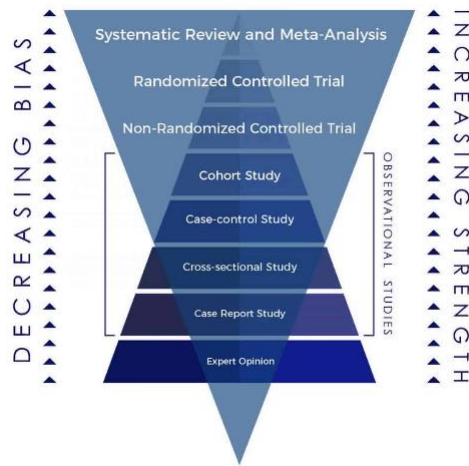 DECREASING BIAS
Systematic Review and Meta-Analysis
Randomized Controlled Trial
Non-Randomized Controlled Trial
Cohort Study
Case-control Study
Cross-sectional Study
Case Report Study
Expert Opinion
OBSERVATIONAL STUDIES
INCREASING STRENGTH